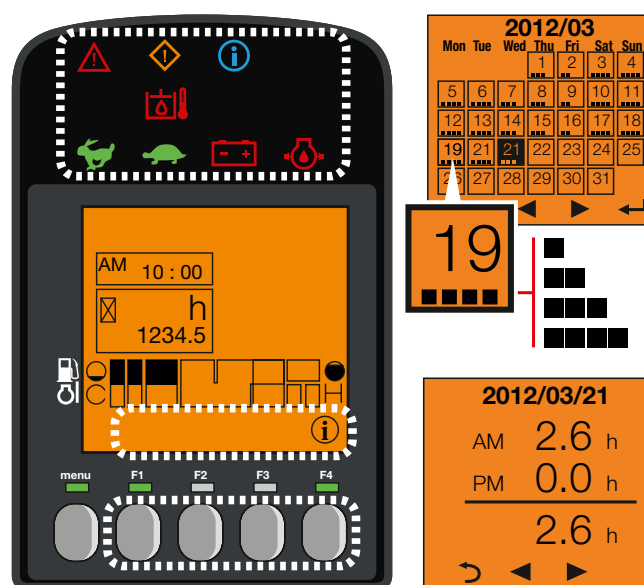 AM 10 : 00
h
1234.5
C H
i
menu F1 F2 F3 F4
2012/03
Mon Tue Wed Thu Fri Sat Sun
1 2 3 4
5 6 7 8 9 10 11
12 13 14 15 16 17 18
19 21 21 22 23 24 25
26 27 28 29 30 31
19
2012/03/21
AM 2.6 h
PM 0.0 h
2.6 h